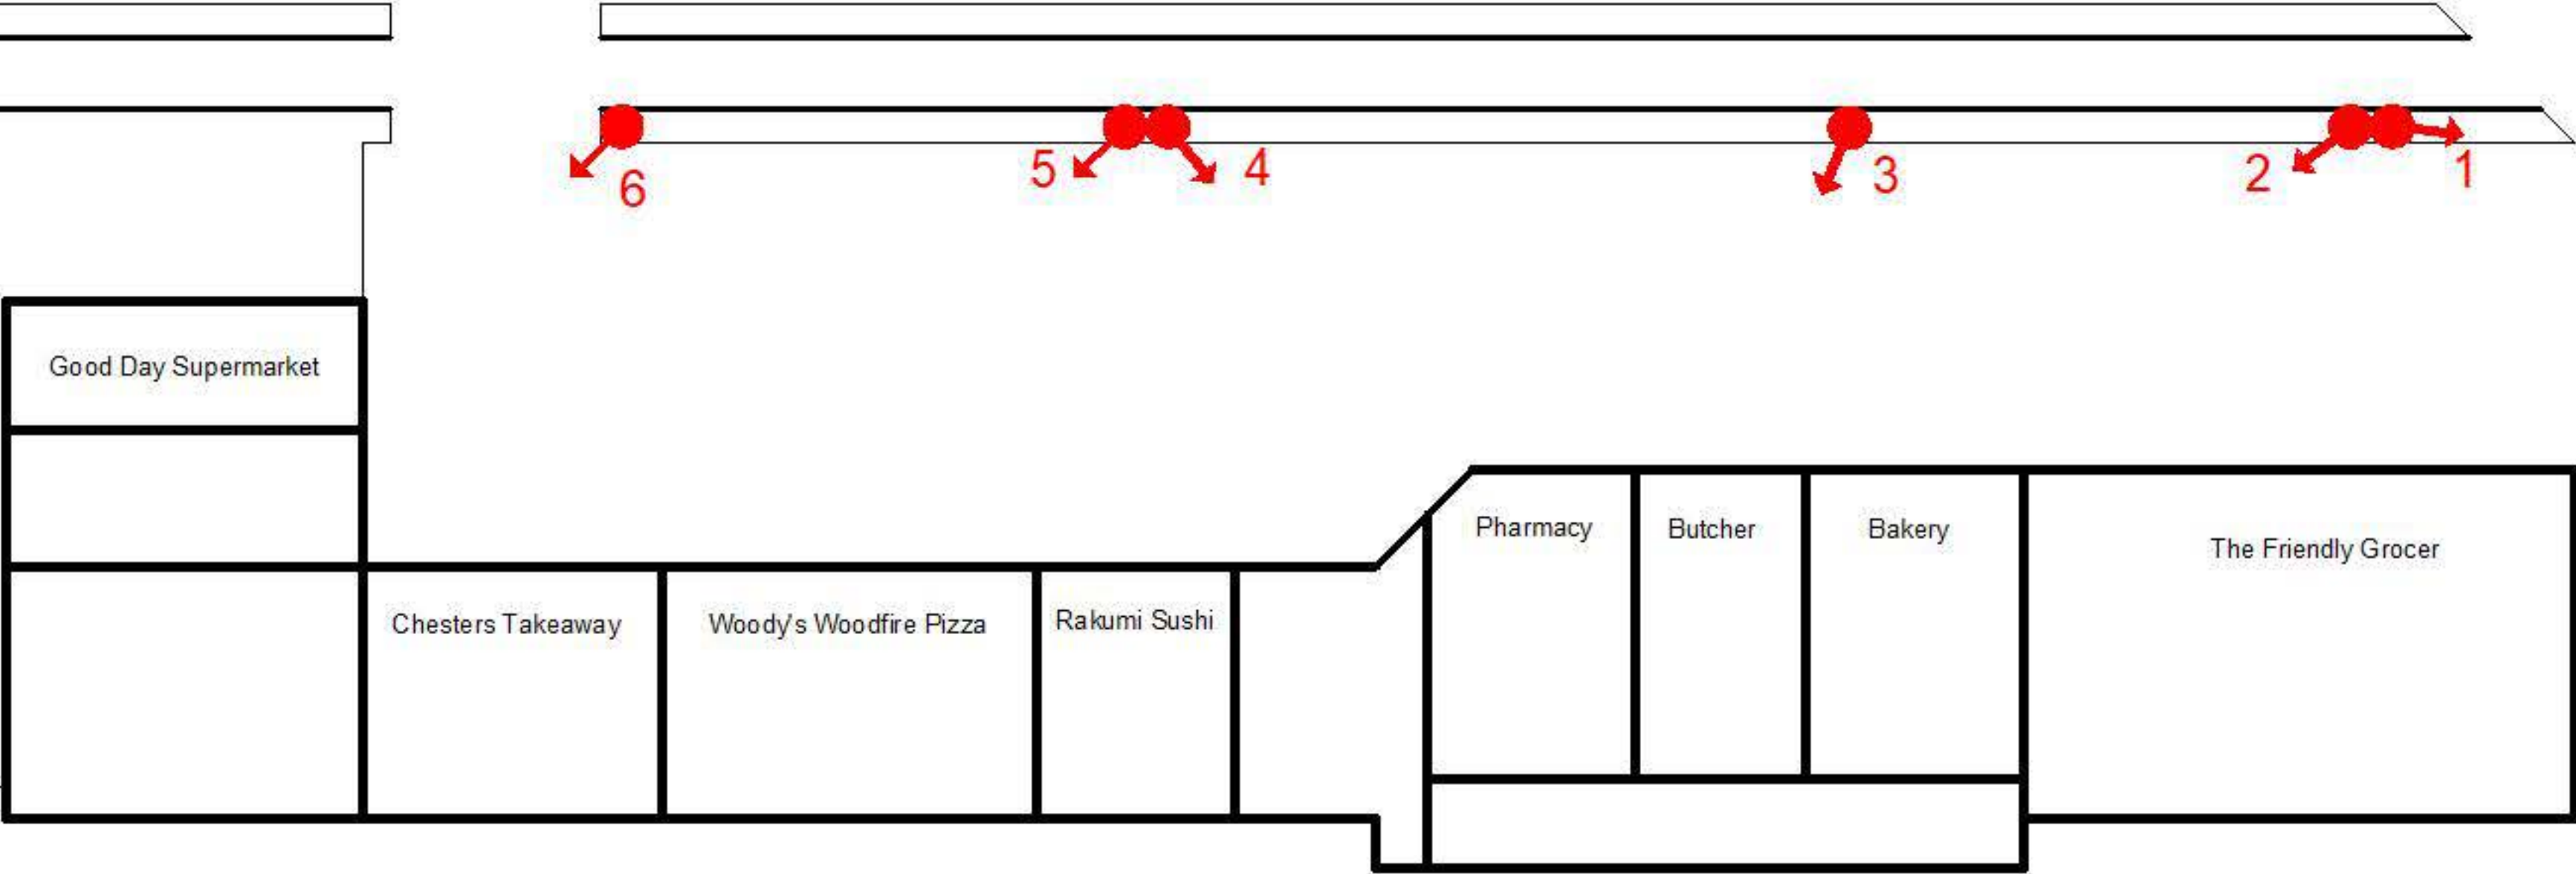 5
4
3
2
1
6
Good Day Supermarket
Pharmacy
Butcher
Bakery
The Friendly Grocer
Chesters Takeaway
Woody's Woodfire Pizza
Rakumi Sushi